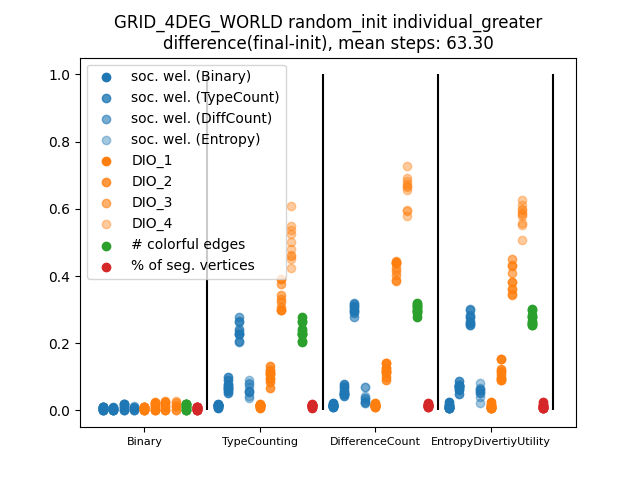 GRID_4DEG_WORLD random_init individual_greater
difference(final-init), mean steps: 63.30
1.0
0.8
0.6
0.4
0.2
0.0
soc. wel. (Binary)
soc. wel. (TypeCount)
soc. wel. (DiffCount)
soc. wel. (Entropy)
DIO_1
DIO_2
DIO_3
DIO_4
# colorful edges
% of seg. vertices
Binary
TypeCounting
DifferenceCount
EntropyDivertiyUtility